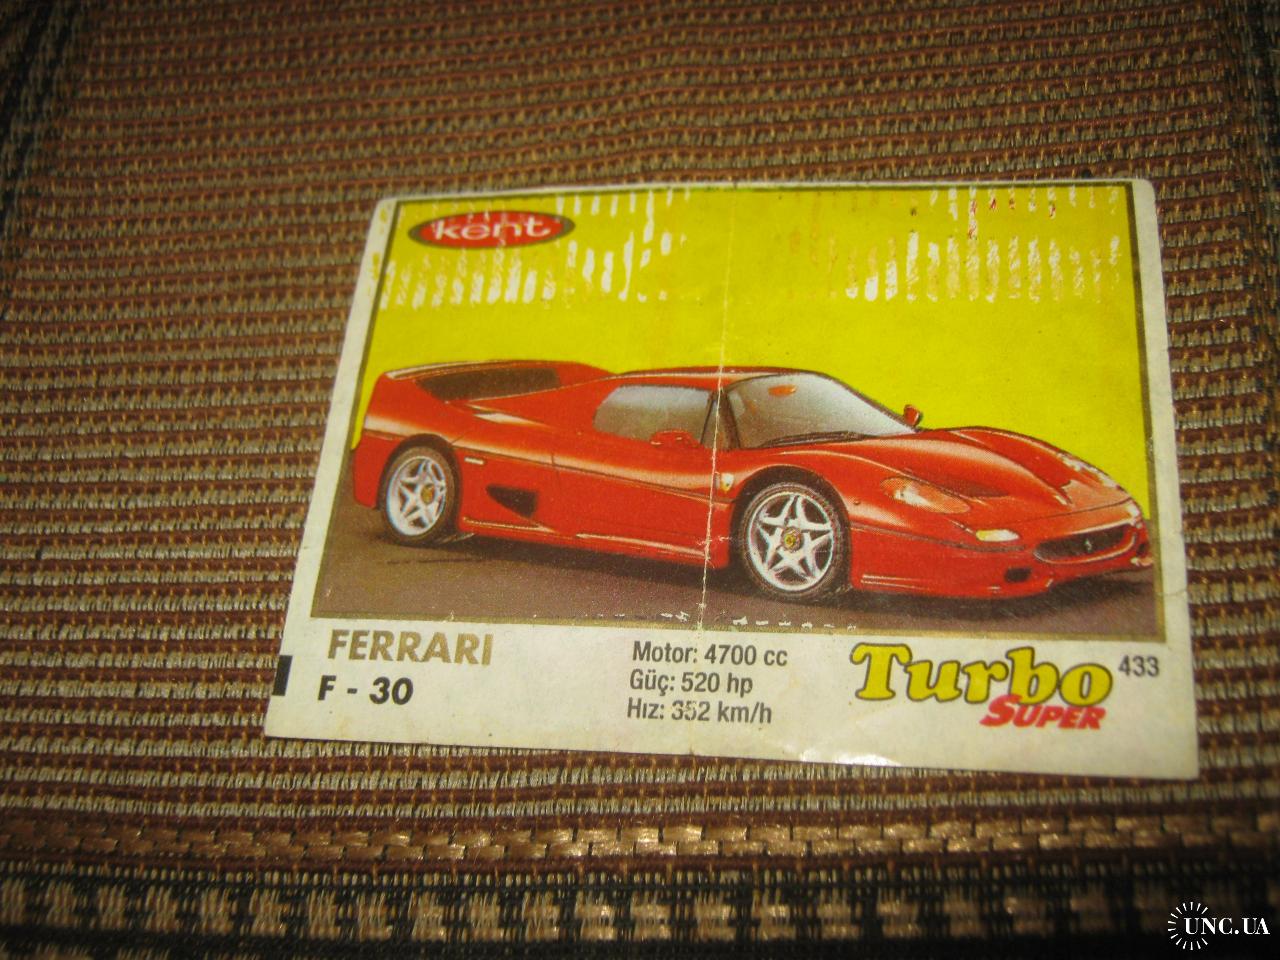 kent
FERRARI
F - 30
Motor: 4700 cc
Güç: 520 hp
Hız: 352 km/h
Turbo
SUPER
433
UNC.UA